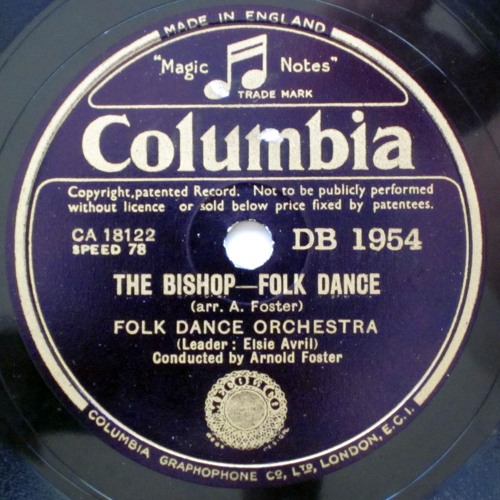 MADE IN ENGLAND
"Magic Notes"
TRADE MARK
Columbia
Copyright, patented Record. Not to be publicly performed
without licence or sold below price fixed by patentees.
CA 18122
SPEED 78
DB 1954
THE BISHOP—FOLK DANCE
(arr. A. Foster)
FOLK DANCE ORCHESTRA
(Leader: Elsie Avril)
Conducted by Arnold Foster
MECOLICO
COLUMBIA GRAPHOPHONE CO, LTD, LONDON, E.C.1.